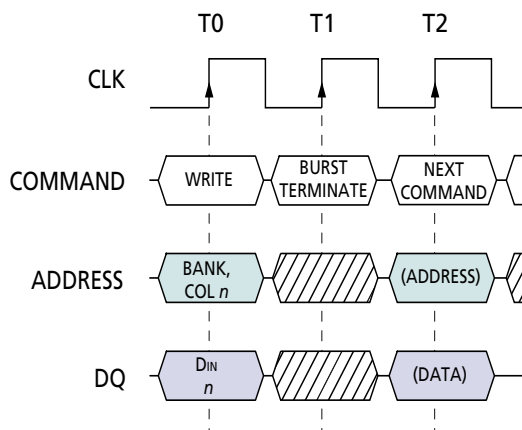 T0 T1 T2
CLK
COMMAND WRITE BURST TERMINATE NEXT COMMAND
ADDRESS BANK, COL n (ADDRESS)
DQ DIN n (DATA)